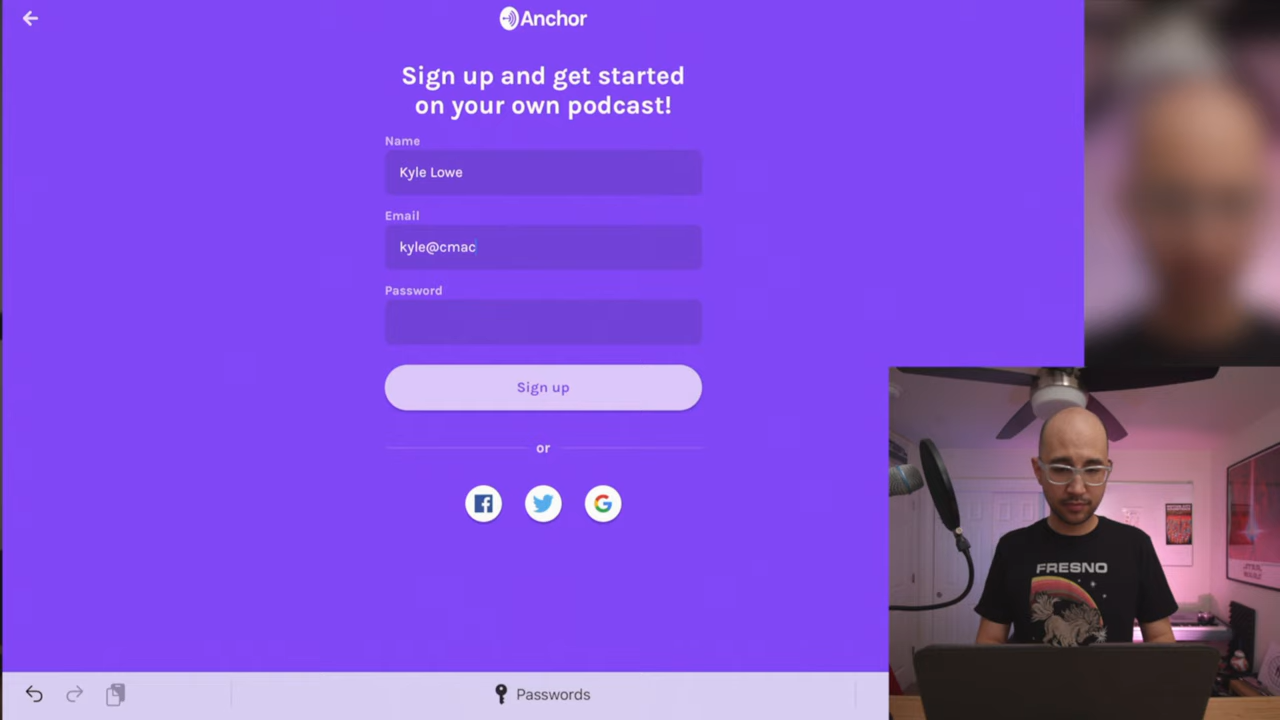 Anchor
Sign up and get started
on your own podcast!
Name
Kyle Lowe
Email
kyle@cmac
Password
Sign up
or
Passwords
FRESNO